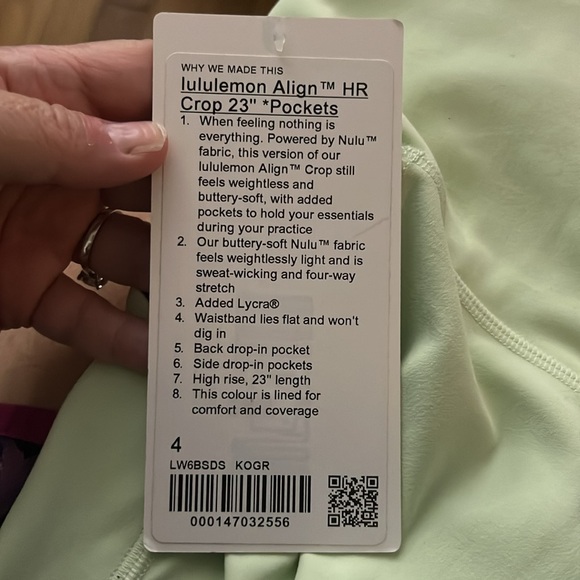 WHY WE MADE THIS
lululemon Align™ HR
Crop 23" *Pockets
1. When feeling nothing is
everything. Powered by Nulu™
fabric, this version of our
lululemon Align™ Crop still
feels weightless and
buttery-soft, with added
pockets to hold your essentials
during your practice
2. Our buttery-soft Nulu™ fabric
feels weightlessly light and is
sweat-wicking and four-way
stretch
3. Added Lycra®
4. Waistband lies flat and won't
dig in
5. Back drop-in pocket
6. Side drop-in pockets
7. High rise, 23" length
8. This colour is lined for
comfort and coverage
4
LW6BSDS KOGR
000147032556